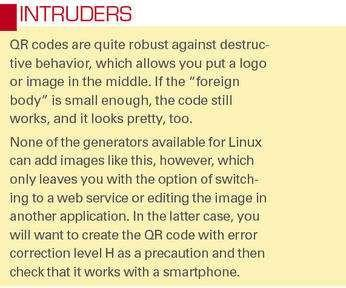 INTRUDERS
QR codes are quite robust against destruc-
tive behavior, which allows you put a logo
or image in the middle. If the “foreign
body” is small enough, the code still
works, and it looks pretty, too.
None of the generators available for Linux
can add images like this, however, which
only leaves you with the option of switch-
ing to a web service or editing the image in
another application. In the latter case, you
will want to create the QR code with error
correction level H as a precaution and then
check that it works with a smartphone.